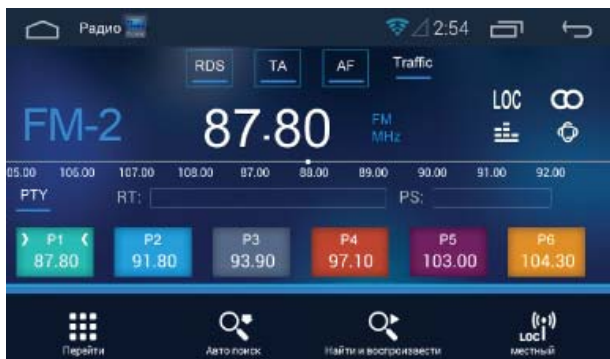 Радио 2:54
RDS TA AF Traffic
FM-2 87.80 FM MHz LOC
05.00 106.00 107.00 108.00 87.00 88.00 89.00 90.00 91.00 92.00
PTY RT: PS:
P1 P2 P3 P4 P5 P6
87.80 91.80 93.90 97.10 103.00 104.30
LOC
Перейти Авто поиск Найти и воспроизвести местный